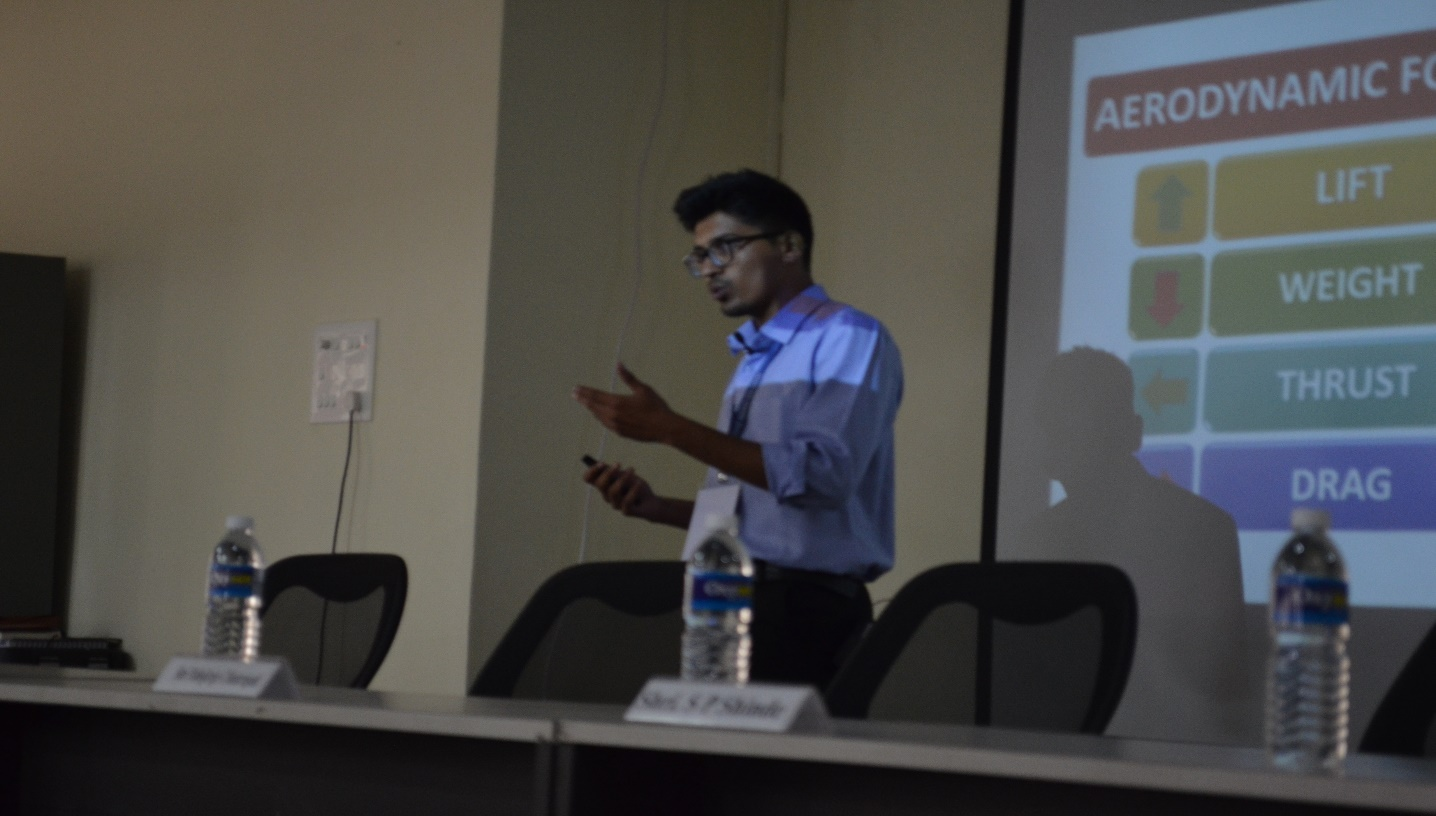 AERODYNAMIC FO
LIFT
WEIGHT
THRUST
DRAG
Shri. S P Shinde